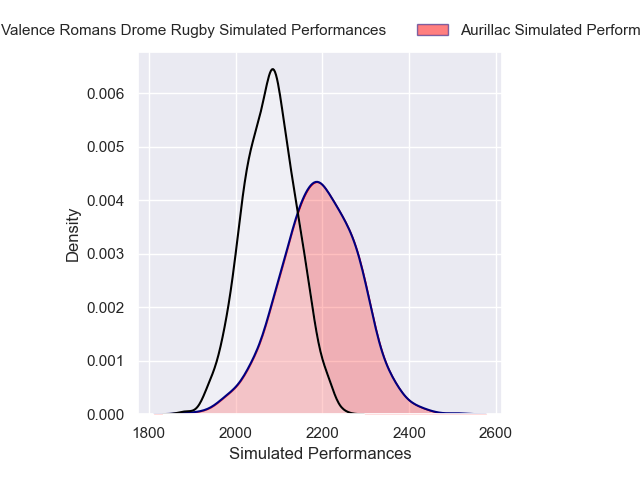 Valence Romans Drome Rugby Simulated Performances
Aurillac Simulated Perform
0.006
0.005
0.004
0.003
0.002
0.001
0.000
Density
1800 2000 2200 2400 2600
Simulated Performances